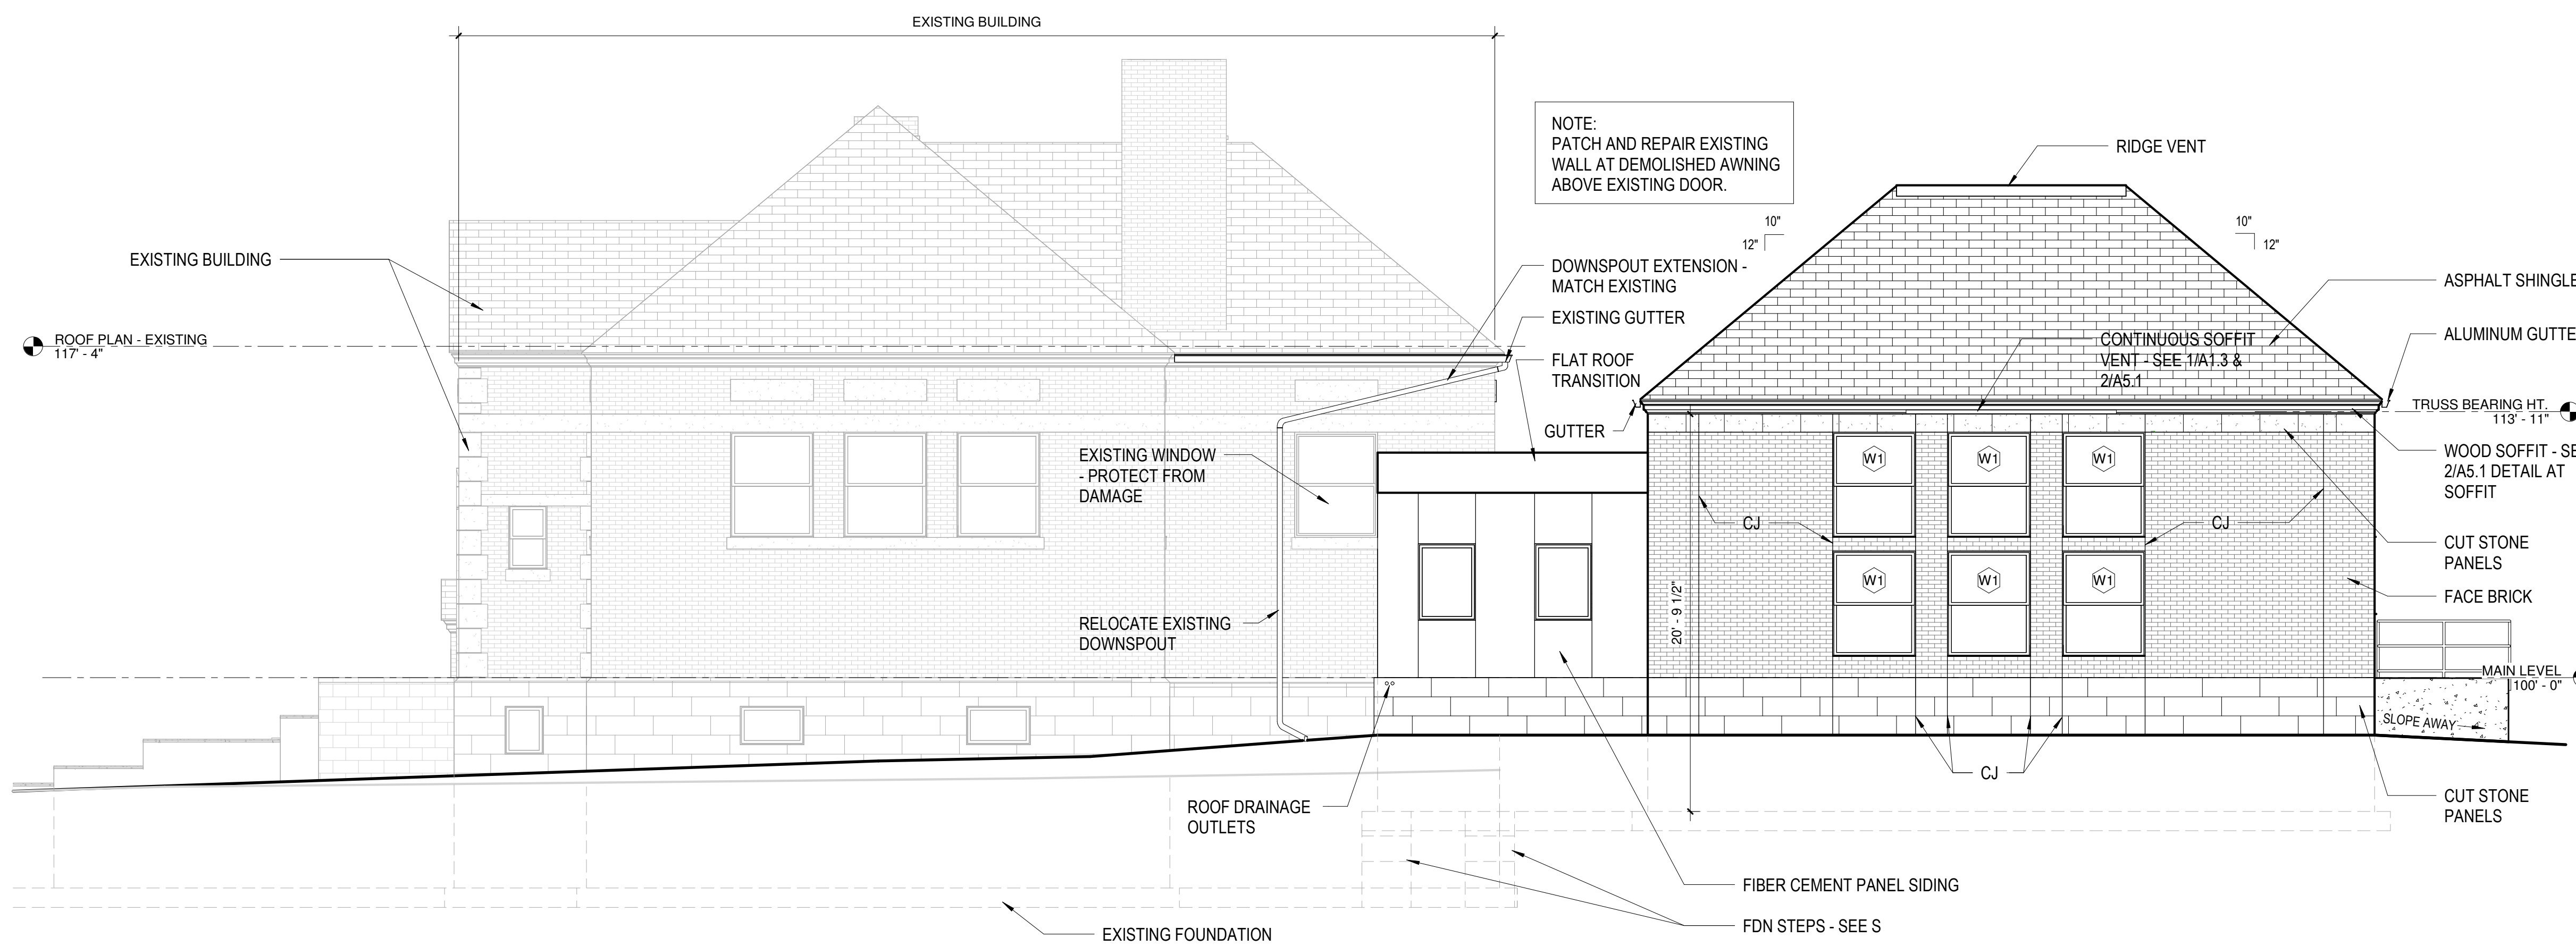 EXISTING BUILDING
NOTE:
PATCH AND REPAIR EXISTING
WALL AT DEMOLISHED AWNING
ABOVE EXISTING DOOR.
RIDGE VENT
10"
12"
10"
12"
EXISTING BUILDING
DOWNSPOUT EXTENSION -
MATCH EXISTING
EXISTING GUTTER
FLAT ROOF
TRANSITION
GUTTER
ASPHALT SHINGLE
ALUMINUM GUTTE
CONTINUOUS SOFFIT
VENT - SEE 1/A1.3 &
2/A5.1
ROOF PLAN - EXISTING
117' - 4"
TRUSS BEARING HT.
113' - 11"
WOOD SOFFIT - SE
2/A5.1 DETAIL AT
SOFFIT
EXISTING WINDOW
- PROTECT FROM
DAMAGE
W1
W1
W1
CJ
CJ
CUT STONE
PANELS
W1
W1
W1
FACE BRICK
20' - 9 1/2"
RELOCATE EXISTING
DOWNSPOUT
MAIN LEVEL
100' - 0"
SLOPE AWAY
CJ
ROOF DRAINAGE
OUTLETS
CUT STONE
PANELS
FIBER CEMENT PANEL SIDING
FDN STEPS - SEE S
EXISTING FOUNDATION